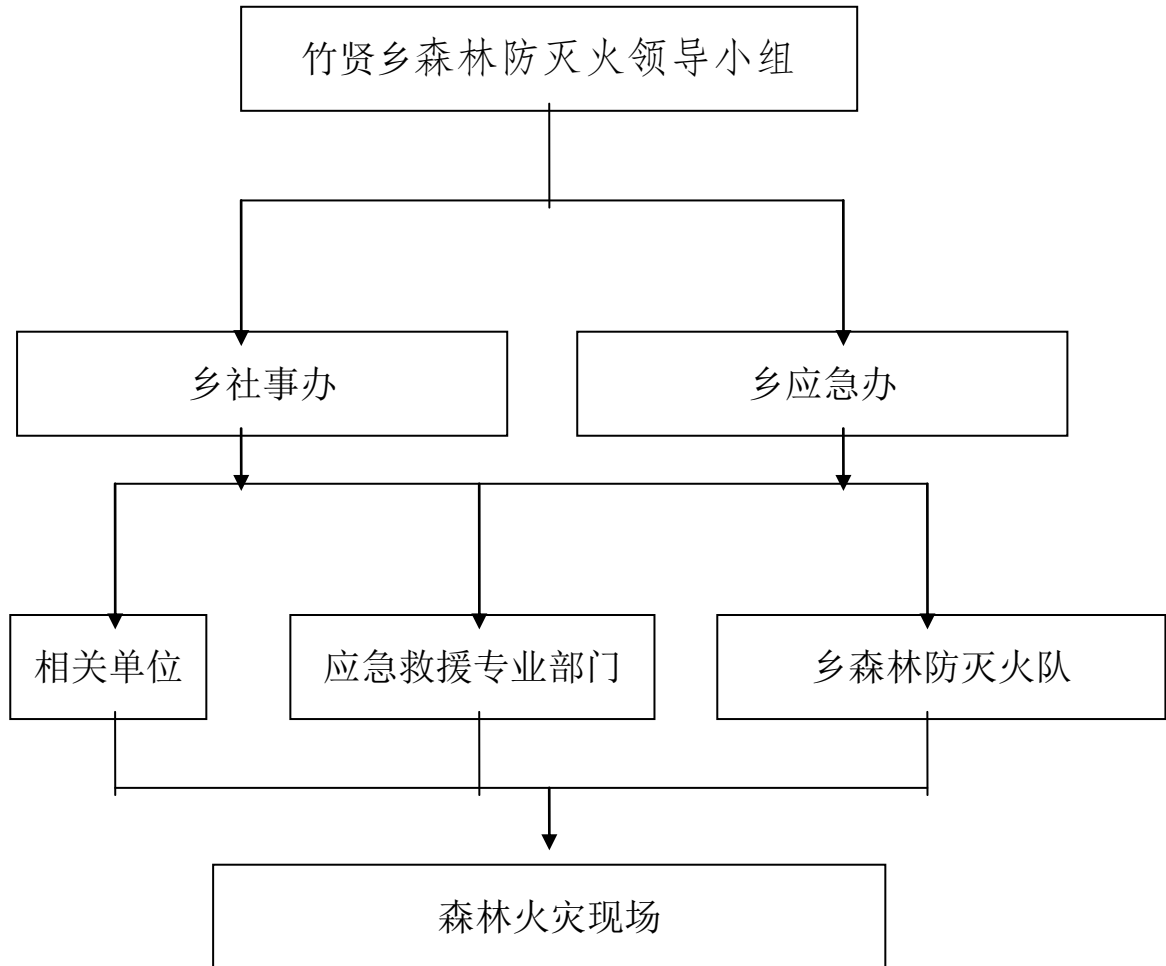 竹贤乡森林防灭火领导小组
乡社事办
乡应急办
相关单位
应急救援专业部门
乡森林防灭火队
森林火灾现场